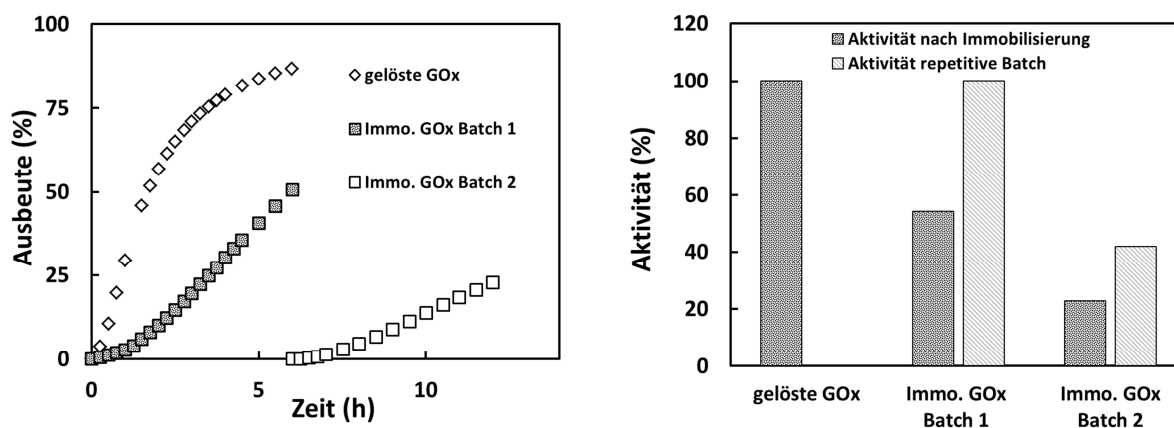 100
75
50
25
0
Ausbeute (%)
gelöste GOx
Immo. GOx Batch 1
Immo. GOx Batch 2
0
5
10
Zeit (h)
120
100
80
60
40
20
0
Aktivität (%)
Aktivität nach Immobilisierung
Aktivität repetitive Batch
gelöste GOx
Immo. GOx
Batch 1
Immo. GOx
Batch 2